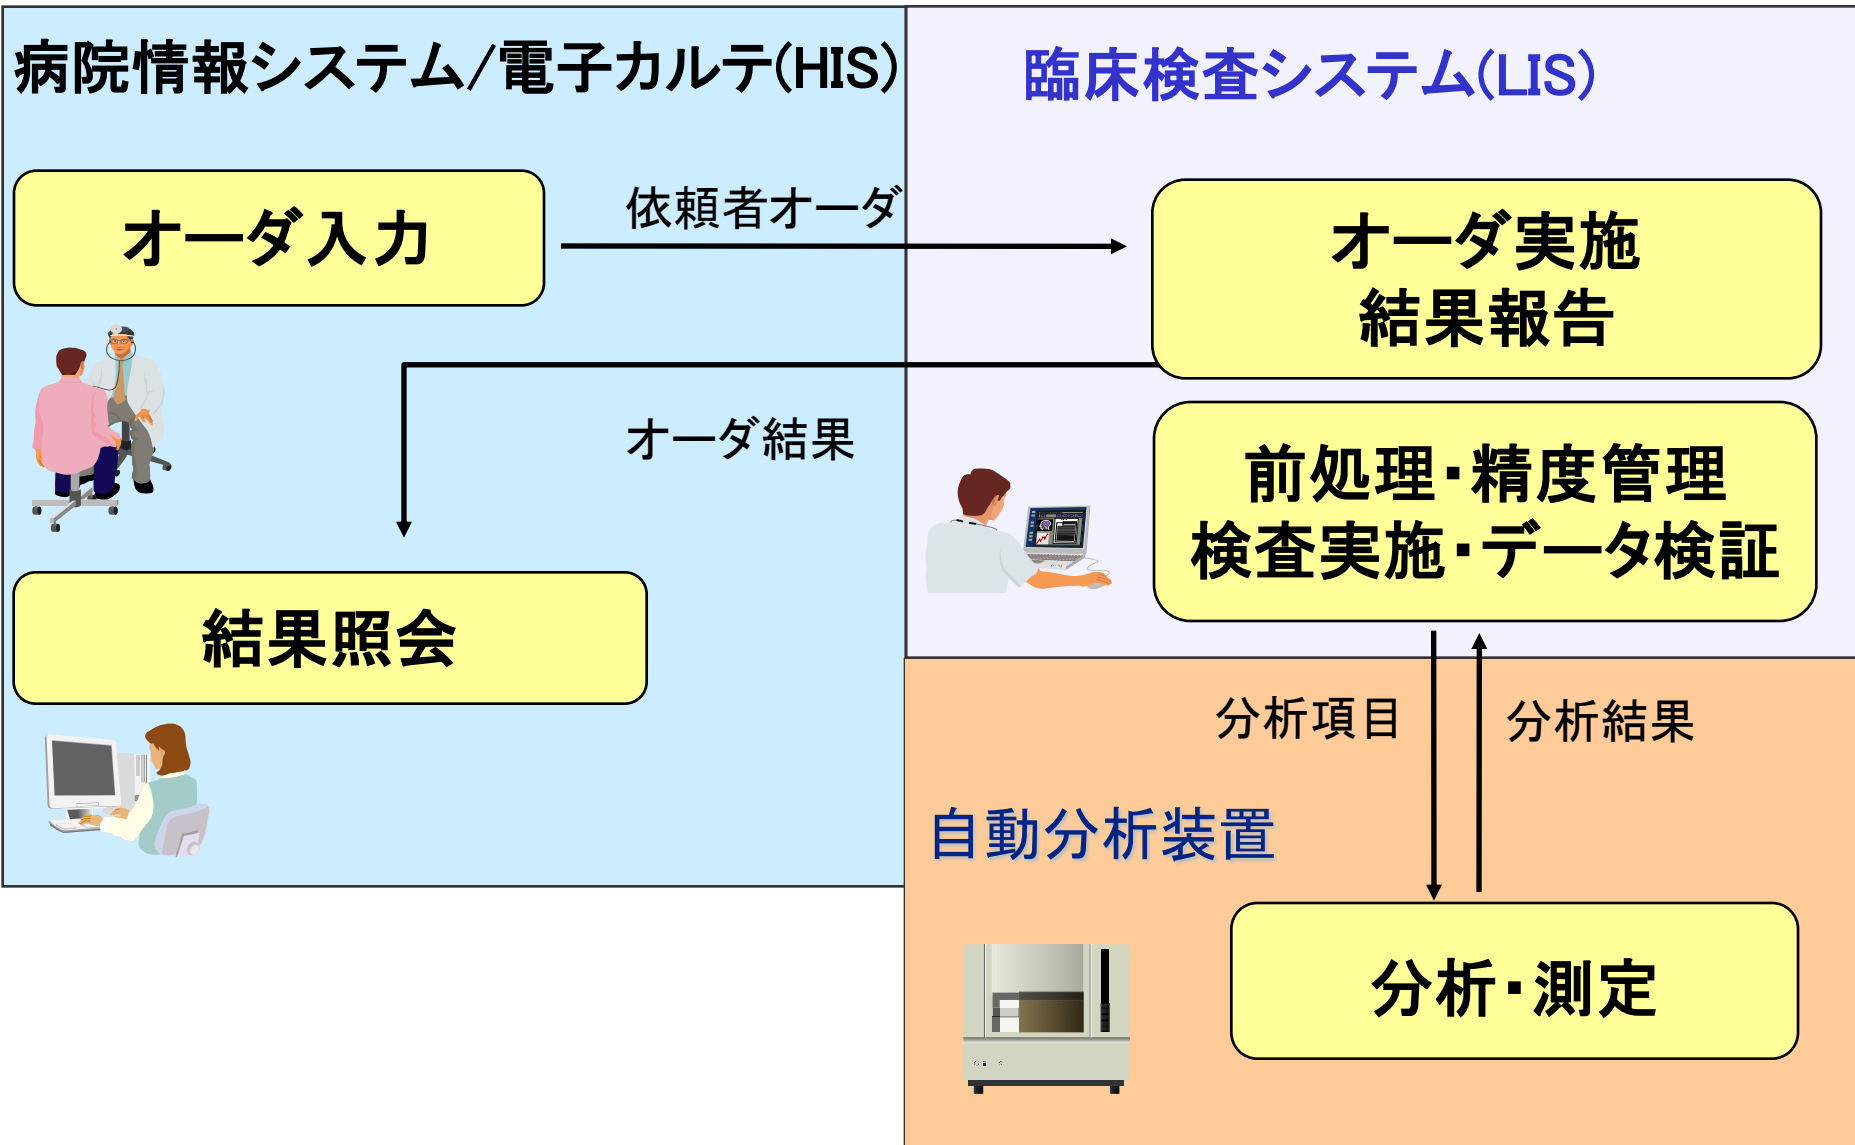 病院情報システム/電子カルテ(HIS)
臨床検査システム(LIS)
オーダ入力
依頼者オーダ
オーダ実施
結果報告
オーダ結果
前処理・精度管理
検査実施・データ検証
結果照会
分析項目
分析結果
自動分析装置
分析・測定